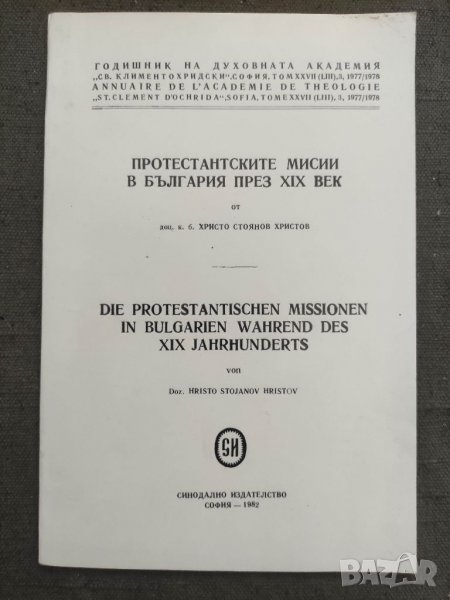 ГОДИШНИК НА ДУХОВНАТА АКАДЕМИЯ
„СВ. КЛИМЕНТ ОХРИДСКИ", СОФИЯ, ТОМ XXVII (LIII), 3, 1977/1978
ANNUAIRE DE L'ACADEMIE DE THEOLOGIE
"ST. CLEMENT D'OCHRIDA", SOFIA, TOME XXVII (LIII), 3, 1977/1978
ПРОТЕСТАНТСКИТЕ МИСИИ
В БЪЛГАРИЯ ПРЕЗ XIX ВЕК
от
доц. к. б. ХРИСТО СТОЯНОВ ХРИСТОВ
DIE PROTESTANTISCHEN MISSIONEN
IN BULGARIEN WAHREND DES
XIX JAHRHUNDERTS
von
Doz. HRISTO STOJANOV HRISTOV
СИ
СИНОДАЛНО ИЗДАТЕЛСТВО
СОФИЯ — 1982
BAZAR